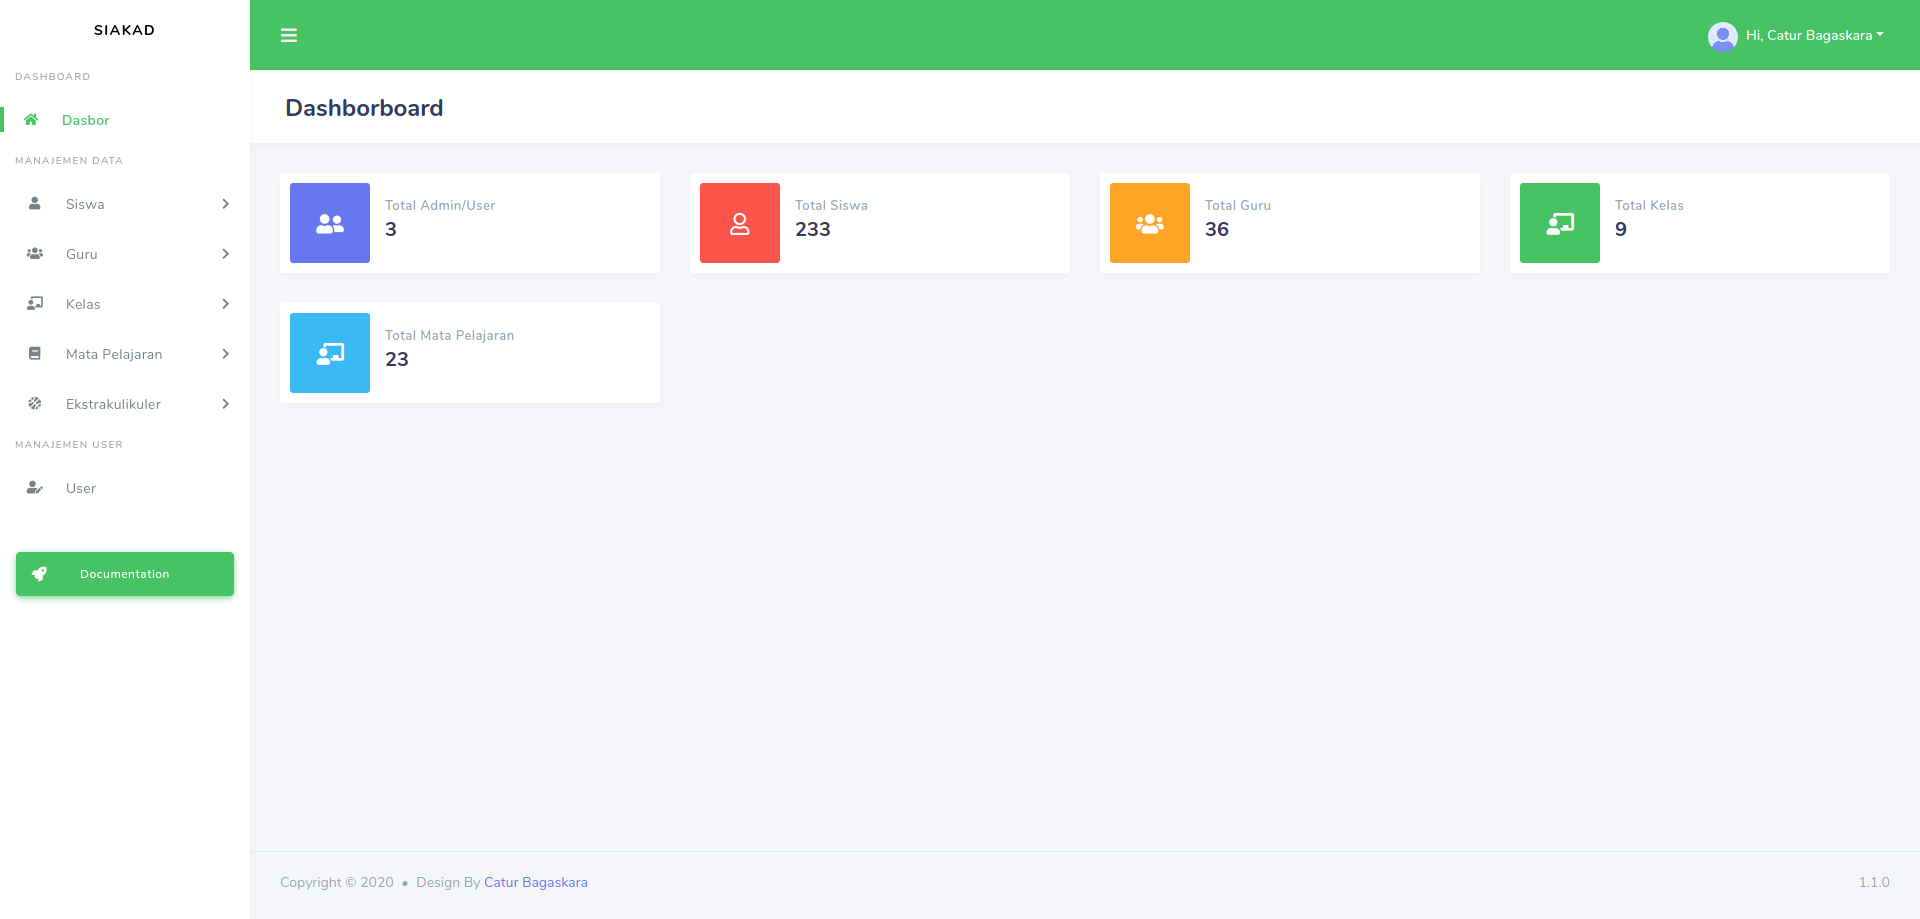 SIAKAD
DASHBOARD
Dasbor
MANAJEMEN DATA
Siswa
Guru
Kelas
Mata Pelajaran
Ekstrakulikuler
MANAJEMEN USER
User
Documentation
Hi, Catur Bagaskara
Dashborboard
Total Admin/User
3
Total Siswa
233
Total Guru
36
Total Kelas
9
Total Mata Pelajaran
23
Copyright © 2020 • Design By Catur Bagaskara
1.1.0